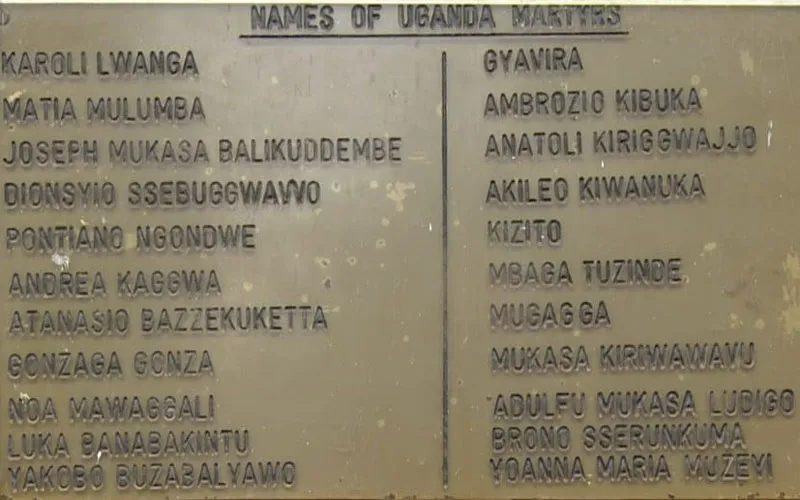 NAMES OF UGANDA MARTYRS
KAROLI LWANGA
MATIA MULUMBA
JOSEPH MUKASA BALIKUDDEMBE
DIONSYIO SSEBUGGWAWO
PONTIANO NGONDWE
ANDREA KAGGWA
ATANASIO BAZZEKUKETTA
GONZAGA GONZA
NOA MAWAGGALI
LUKA BANABAKINTU
YAKOBO BUZABALYAWO
GYAVIRA
AMBROZIO KIBUKA
ANATOLI KIRIGGWAJJO
AKILEO KIWANUKA
KIZITO
MBAGA TUZINDE
MUGAGGA
MUKASA KIRIWAWAVU
ADULFU MUKASA LUDIGO
BRONO SSERUNKUMA
YOANNA MARIA MUZEYI